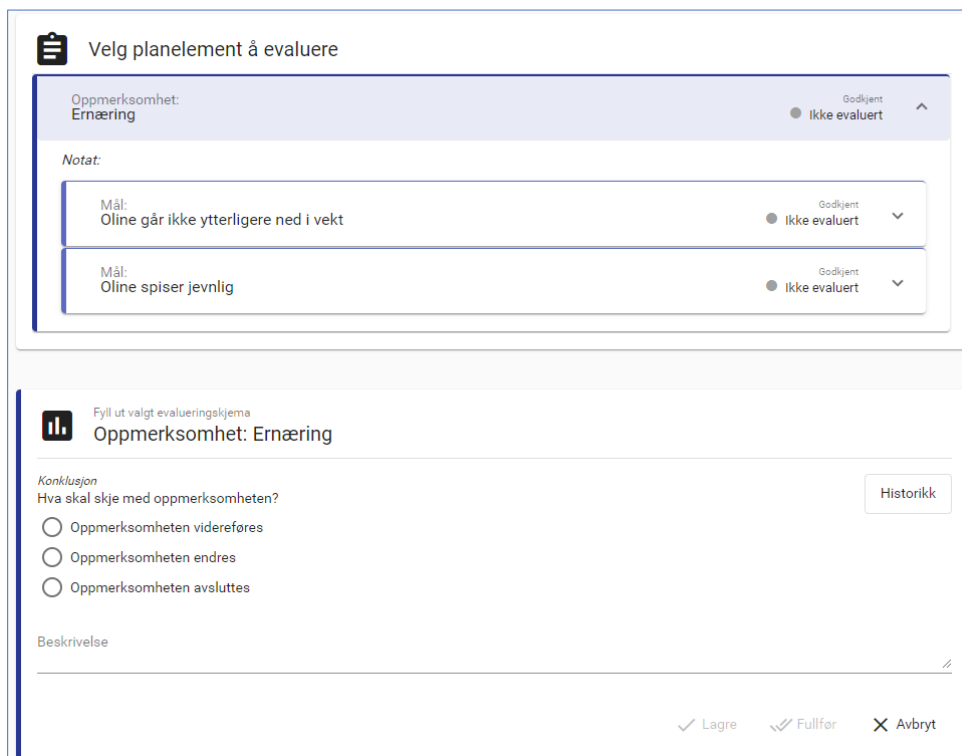 Velg planelement å evaluere
Oppmerksomhet:
Ernæring
Godkjent
Ikke evaluert
Notat:
Mål:
Oline går ikke ytterligere ned i vekt
Godkjent
Ikke evaluert
Mål:
Oline spiser jevnlig
Godkjent
Ikke evaluert
Fyll ut valgt evalueringskjema
Oppmerksomhet: Ernæring
Konklusjon
Hva skal skje med oppmerksomheten?
Historikk
Oppmerksomheten videreføres
Oppmerksomheten endres
Oppmerksomheten avsluttes
Beskrivelse
Lagre
Fullfør
Avbryt